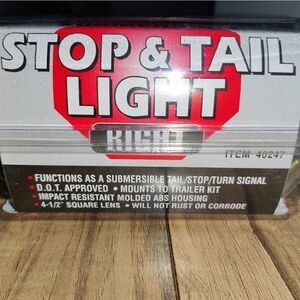 STOP & TAIL
LIGHT
RIGHT
ITEM 46247
• FUNCTIONS AS A SUBMERSIBLE TAIL/STOP/TURN SIGNAL
• D.O.T. APPROVED • MOUNTS TO TRAILER KIT
• IMPACT RESISTANT MOLDED ABS HOUSING
• 4-1/2" SQUARE LENS • WILL NOT RUST OR CORRODE